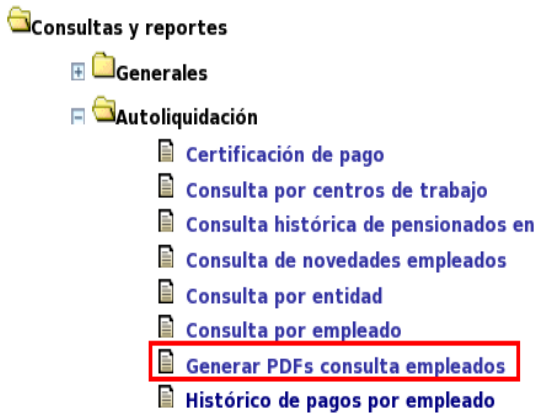 Consultas y reportes
Generales
Autoliquidación
Certificación de pago
Consulta por centros de trabajo
Consulta histórica de pensionados en
Consulta de novedades empleados
Consulta por entidad
Consulta por empleado
Generar PDFs consulta empleados
Histórico de pagos por empleado